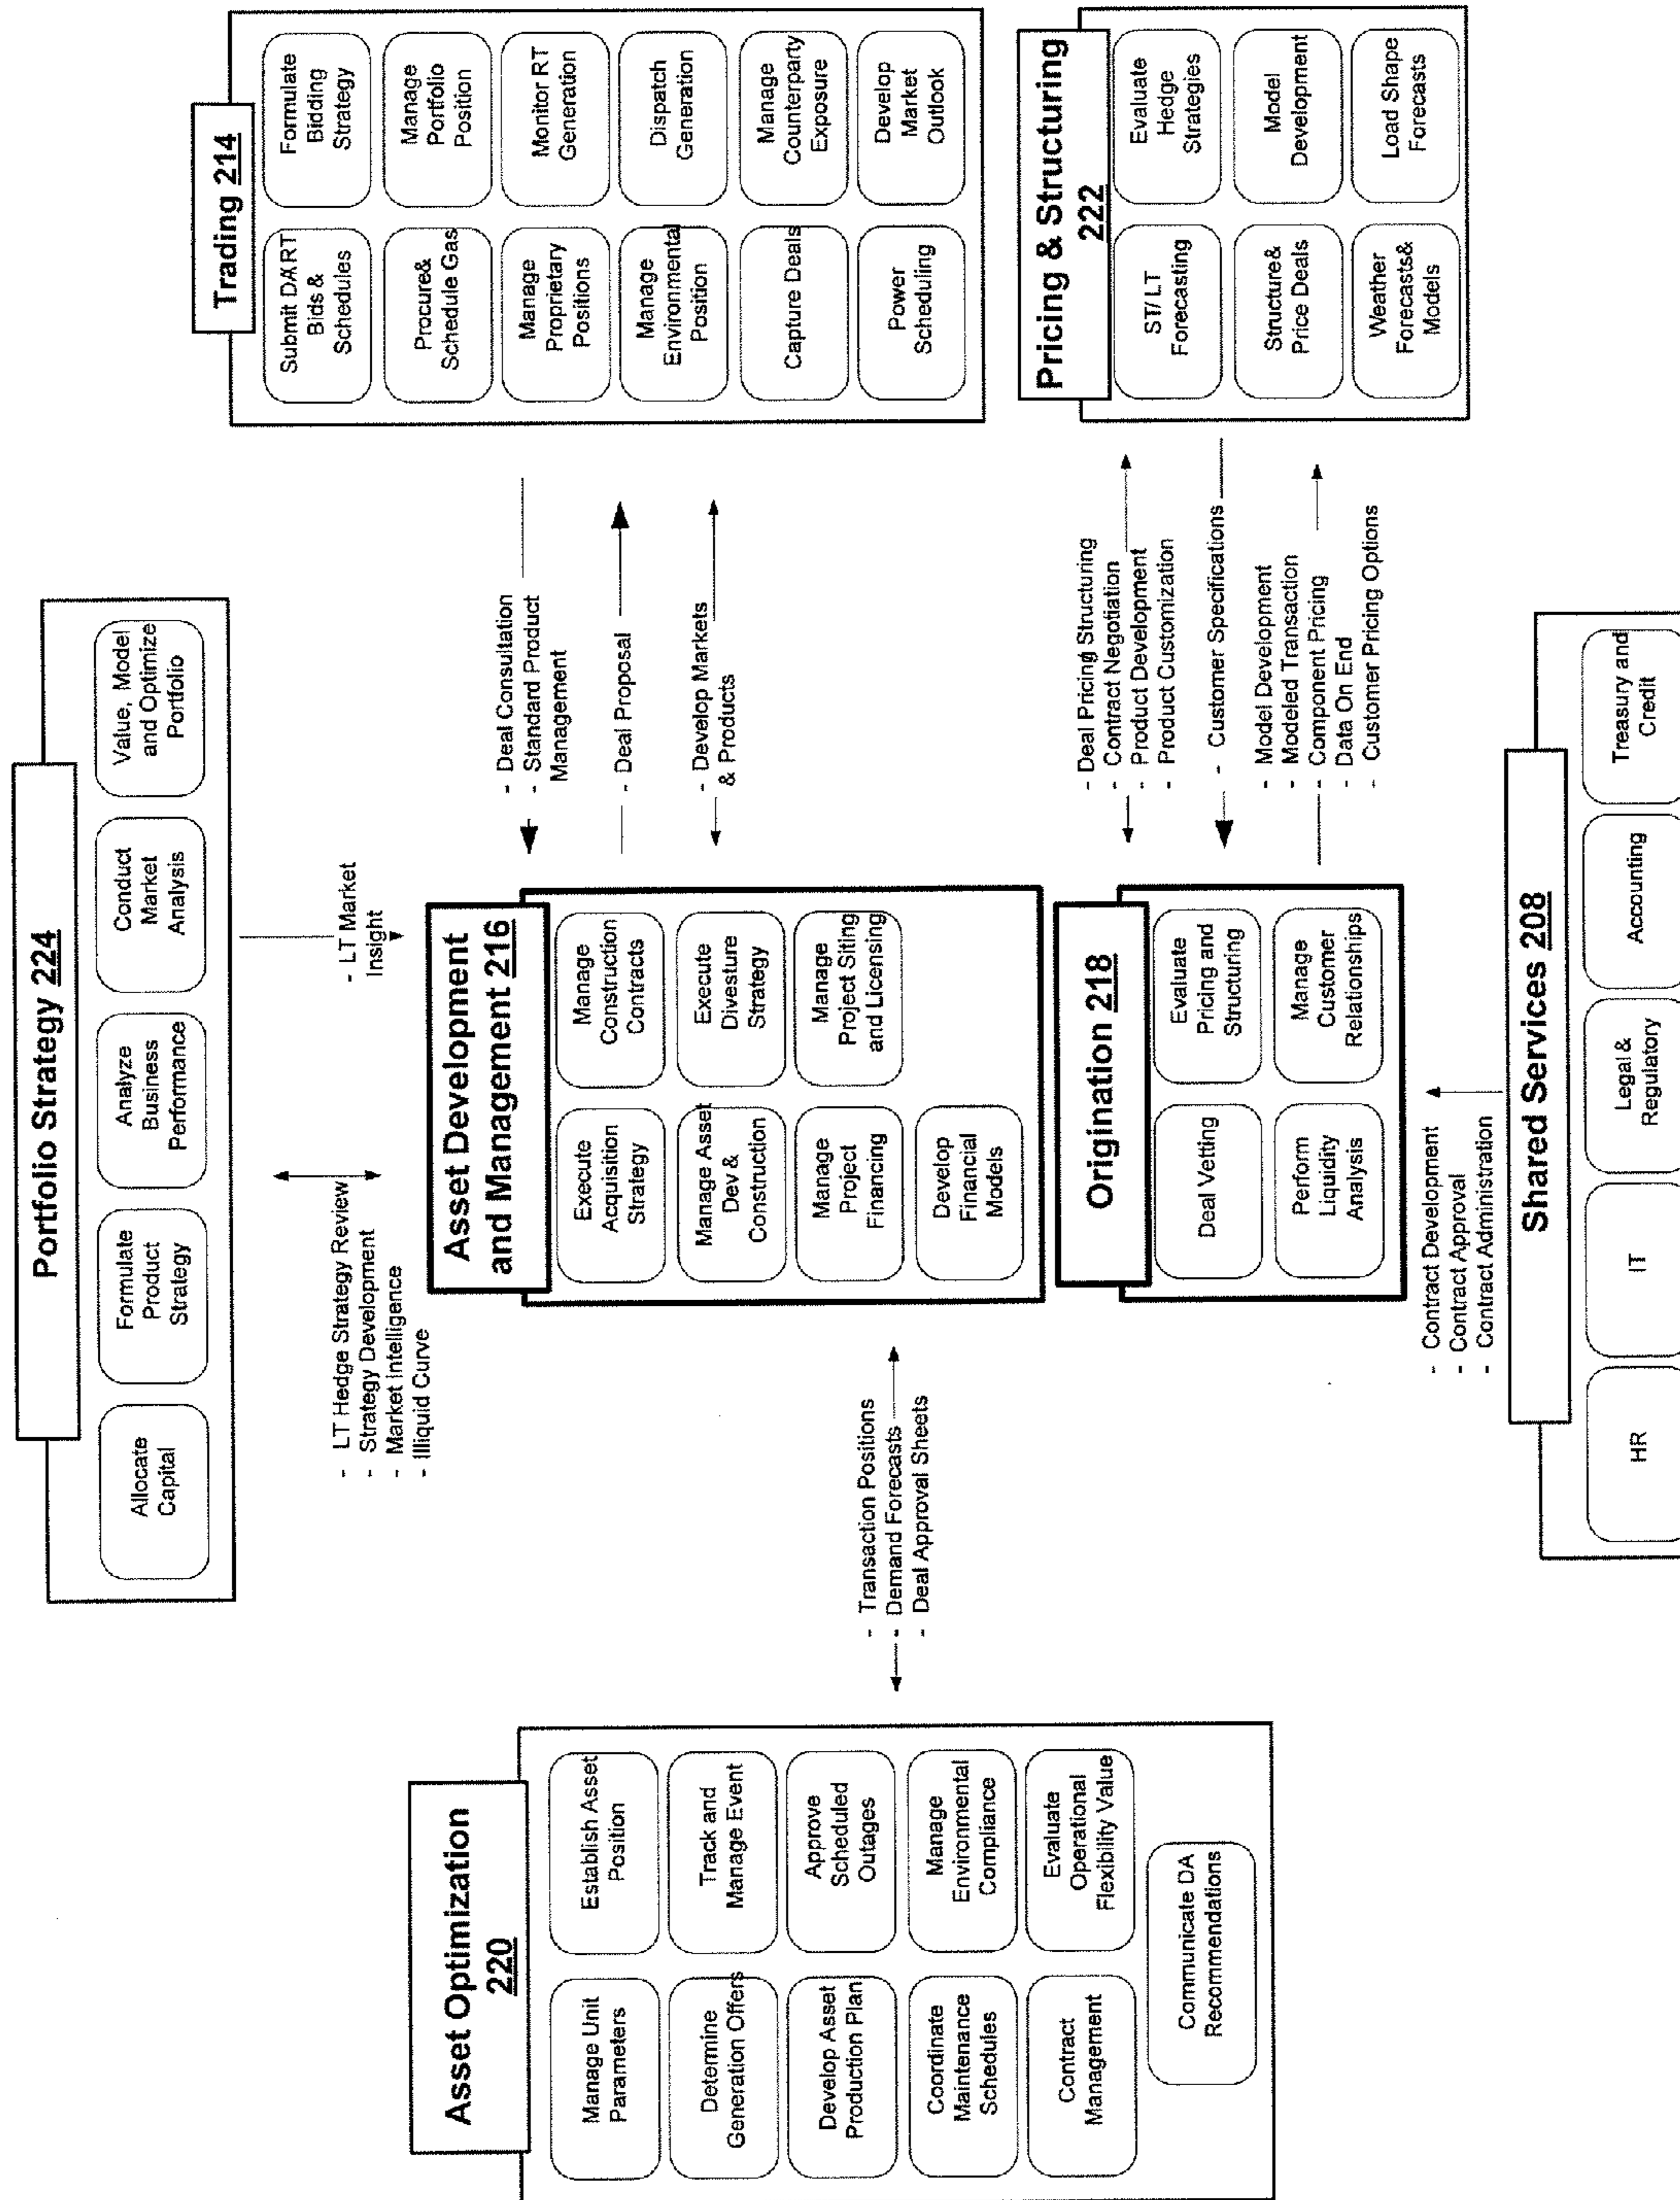 Portfolio Strategy 224
Allocate
Capital
Formulate
Product
Strategy
Analyze
Business
Performance
Conduct
Market
Analysis
Value, Model
and Optimize
Portfolio
- LT Hedge Strategy Review
- Strategy Development
- Market Intelligence
- Illiquid Curve
- LT Market
Insight
Asset Optimization
220
Manage Unit
Parameters
Establish Asset
Position
Determine
Generation Offers
Track and
Manage Event
Develop Asset
Production Plan
Approve
Scheduled
Outages
Coordinate
Maintenance
Schedules
Manage
Environmental
Compliance
Contract
Management
Evaluate
Operational
Flexibility Value
Communicate DA
Recommendations
- Transaction Positions
- Demand Forecasts
- Deal Approval Sheets
Asset Development
and Management 216
Execute
Acquisition
Strategy
Manage
Construction
Contracts
Manage Asset
Dev &
Construction
Execute
Divesture
Strategy
Manage
Project
Financing
Manage
Project Siting
and Licensing
Develop
Financial
Models
Origination 218
Deal Vetting
Evaluate
Pricing and
Structuring
Perform
Liquidity
Analysis
Manage
Customer
Relationships
- Deal Consultation
- Standard Product
Management
- Deal Proposal
- Develop Markets
& Products
- Deal Pricing Structuring
- Contract Negotiation
- Product Development
- Product Customization
- Customer Specifications
- Model Development
- Modeled Transaction
- Component Pricing
- Data On End
- Customer Pricing Options
Trading 214
Submit DA/RT
Bids &
Schedules
Formulate
Bidding
Strategy
Procure&
Schedule Gas
Manage
Portfolio
Position
Manage
Proprietary
Positions
Monitor RT
Generation
Manage
Environmental
Position
Dispatch
Generation
Capture Deals
Manage
Counterparty
Exposure
Power
Scheduling
Develop
Market
Outlook
Pricing & Structuring
222
ST/LT
Forecasting
Evaluate
Hedge
Strategies
Structure&
Price Deals
Model
Development
Weather
Forecasts&
Models
Load Shape
Forecasts
- Contract Development
- Contract Approval
- Contract Administration
Shared Services 208
HR
IT
Legal &
Regulatory
Accounting
Treasury and
Credit